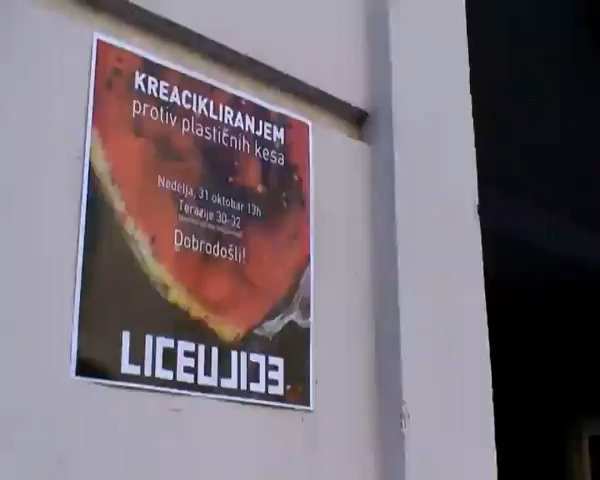 KREACIKLIRANJEM
protiv plastičnih kesa
Nedelja, 31 oktobar 13h
Terazije 30-32
Dobrodošli!
LICEULICE